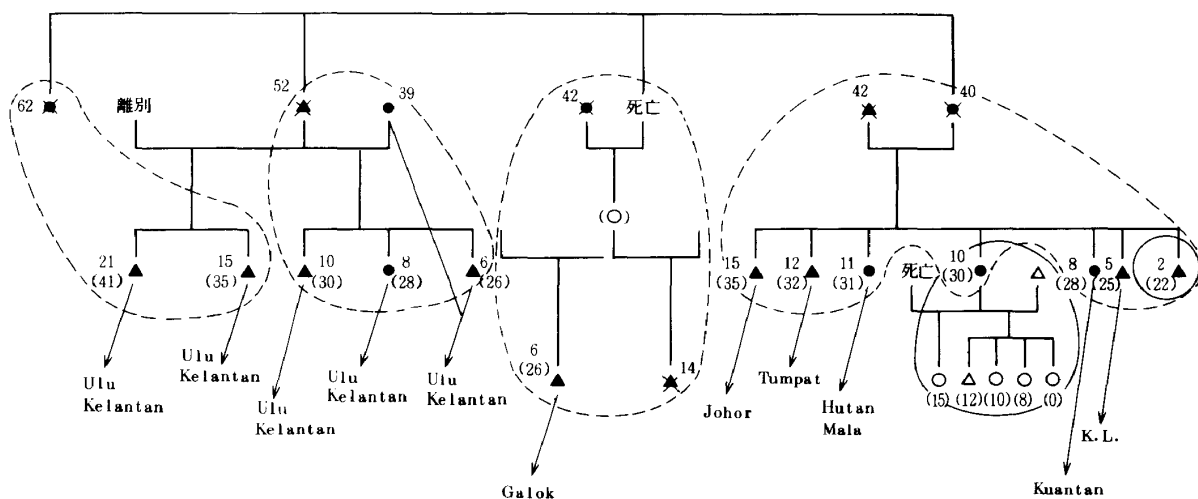 62
離別
52
39
42
死亡
42
40
(○)
21
(41)
15
(35)
10
(30)
8
(28)
6
(26)
15
(35)
12
(32)
11
(31)
死亡
10
(30)
8
(28)
5
(25)
2
(22)
6
(26)
14
(15) (12) (10) (8) (0)
Ulu
Kelantan
Ulu
Kelantan
Ulu
Kelantan
Ulu
Kelantan
Ulu
Kelantan
Galok
Johor
Tumpat
Hutan
Mala
K.L.
Kuantan